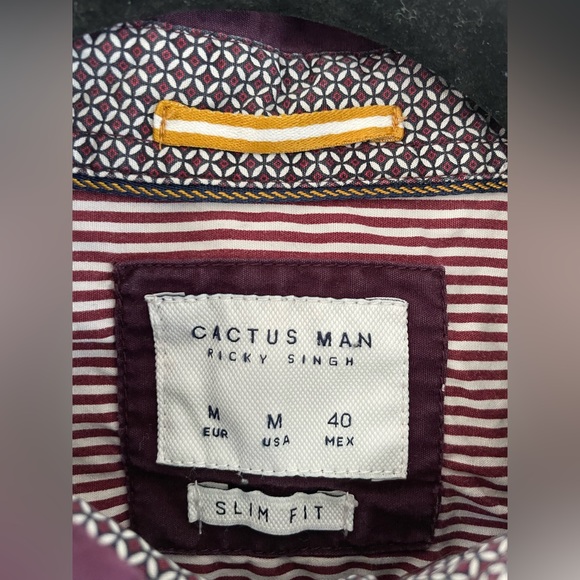 CACTUS MAN
RICKY SINGH
M M 40
EUR USA MEX
SLIM FIT